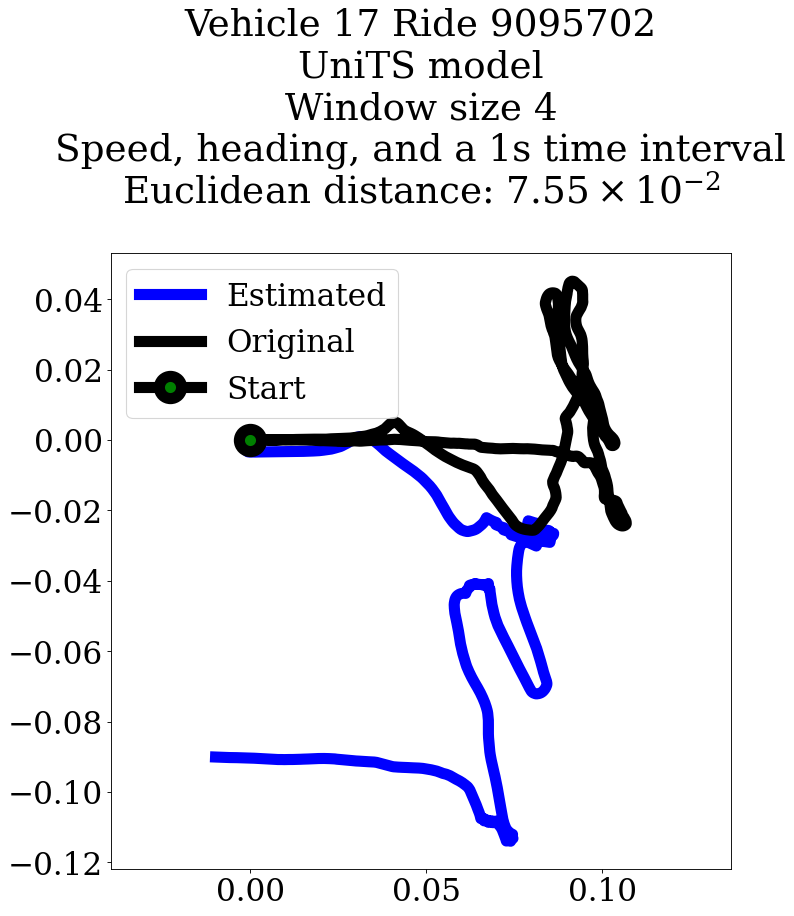 Vehicle 17 Ride 9095702
UniTS model
Window size 4
Speed, heading, and a 1s time interval
Euclidean distance: 7.55 × 10⁻²
Estimated
Original
Start
0.04
0.02
0.00
−0.02
−0.04
−0.06
−0.08
−0.10
−0.12
0.00 0.05 0.10